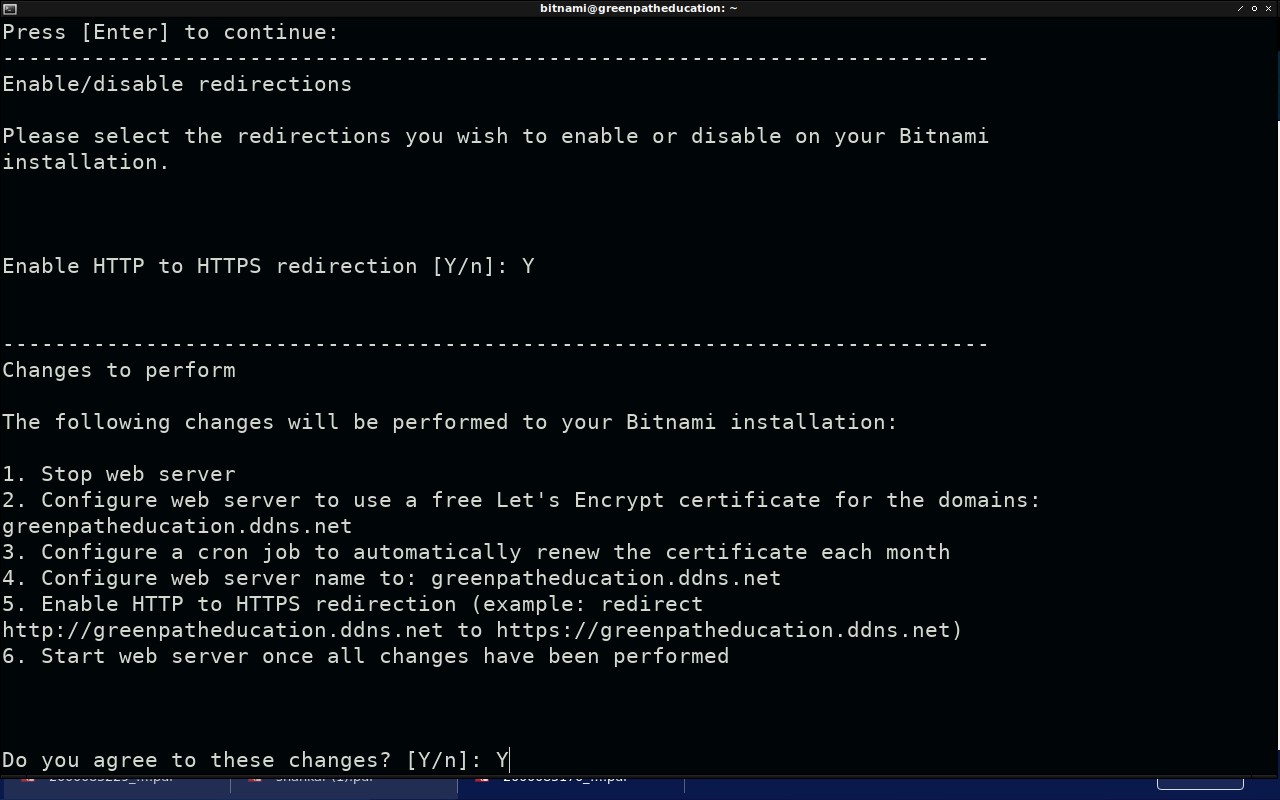 bitnami@greenpatheducation: ~
Press [Enter] to continue:
----------------------------------------------------------------------------
Enable/disable redirections
Please select the redirections you wish to enable or disable on your Bitnami
installation.
Enable HTTP to HTTPS redirection [Y/n]: Y
----------------------------------------------------------------------------
Changes to perform
The following changes will be performed to your Bitnami installation:
1. Stop web server
2. Configure web server to use a free Let's Encrypt certificate for the domains:
greenpatheducation.ddns.net
3. Configure a cron job to automatically renew the certificate each month
4. Configure web server name to: greenpatheducation.ddns.net
5. Enable HTTP to HTTPS redirection (example: redirect
http://greenpatheducation.ddns.net to https://greenpatheducation.ddns.net)
6. Start web server once all changes have been performed
Do you agree to these changes? [Y/n]: Y